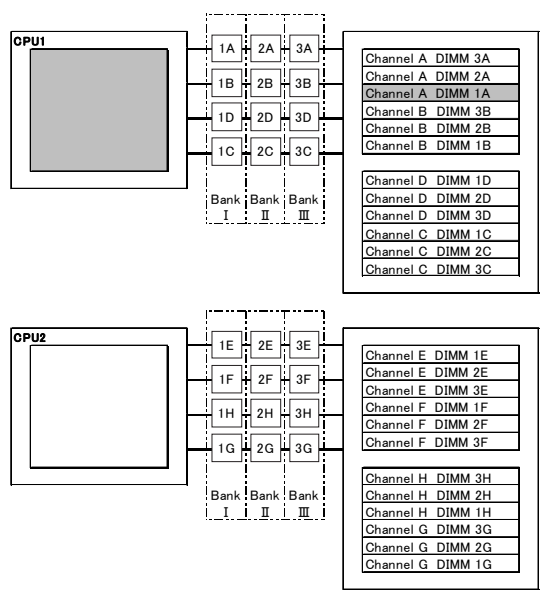 CPU1
1A 2A 3A
1B 2B 3B
1D 2D 3D
1C 2C 3C
Bank Bank Bank
Ⅰ Ⅱ Ⅲ
Channel A DIMM 3A
Channel A DIMM 2A
Channel A DIMM 1A
Channel B DIMM 3B
Channel B DIMM 2B
Channel B DIMM 1B
Channel D DIMM 1D
Channel D DIMM 2D
Channel D DIMM 3D
Channel C DIMM 1C
Channel C DIMM 2C
Channel C DIMM 3C
CPU2
1E 2E 3E
1F 2F 3F
1H 2H 3H
1G 2G 3G
Bank Bank Bank
Ⅰ Ⅱ Ⅲ
Channel E DIMM 1E
Channel E DIMM 2E
Channel E DIMM 3E
Channel F DIMM 1F
Channel F DIMM 2F
Channel F DIMM 3F
Channel H DIMM 3H
Channel H DIMM 2H
Channel H DIMM 1H
Channel G DIMM 3G
Channel G DIMM 2G
Channel G DIMM 1G